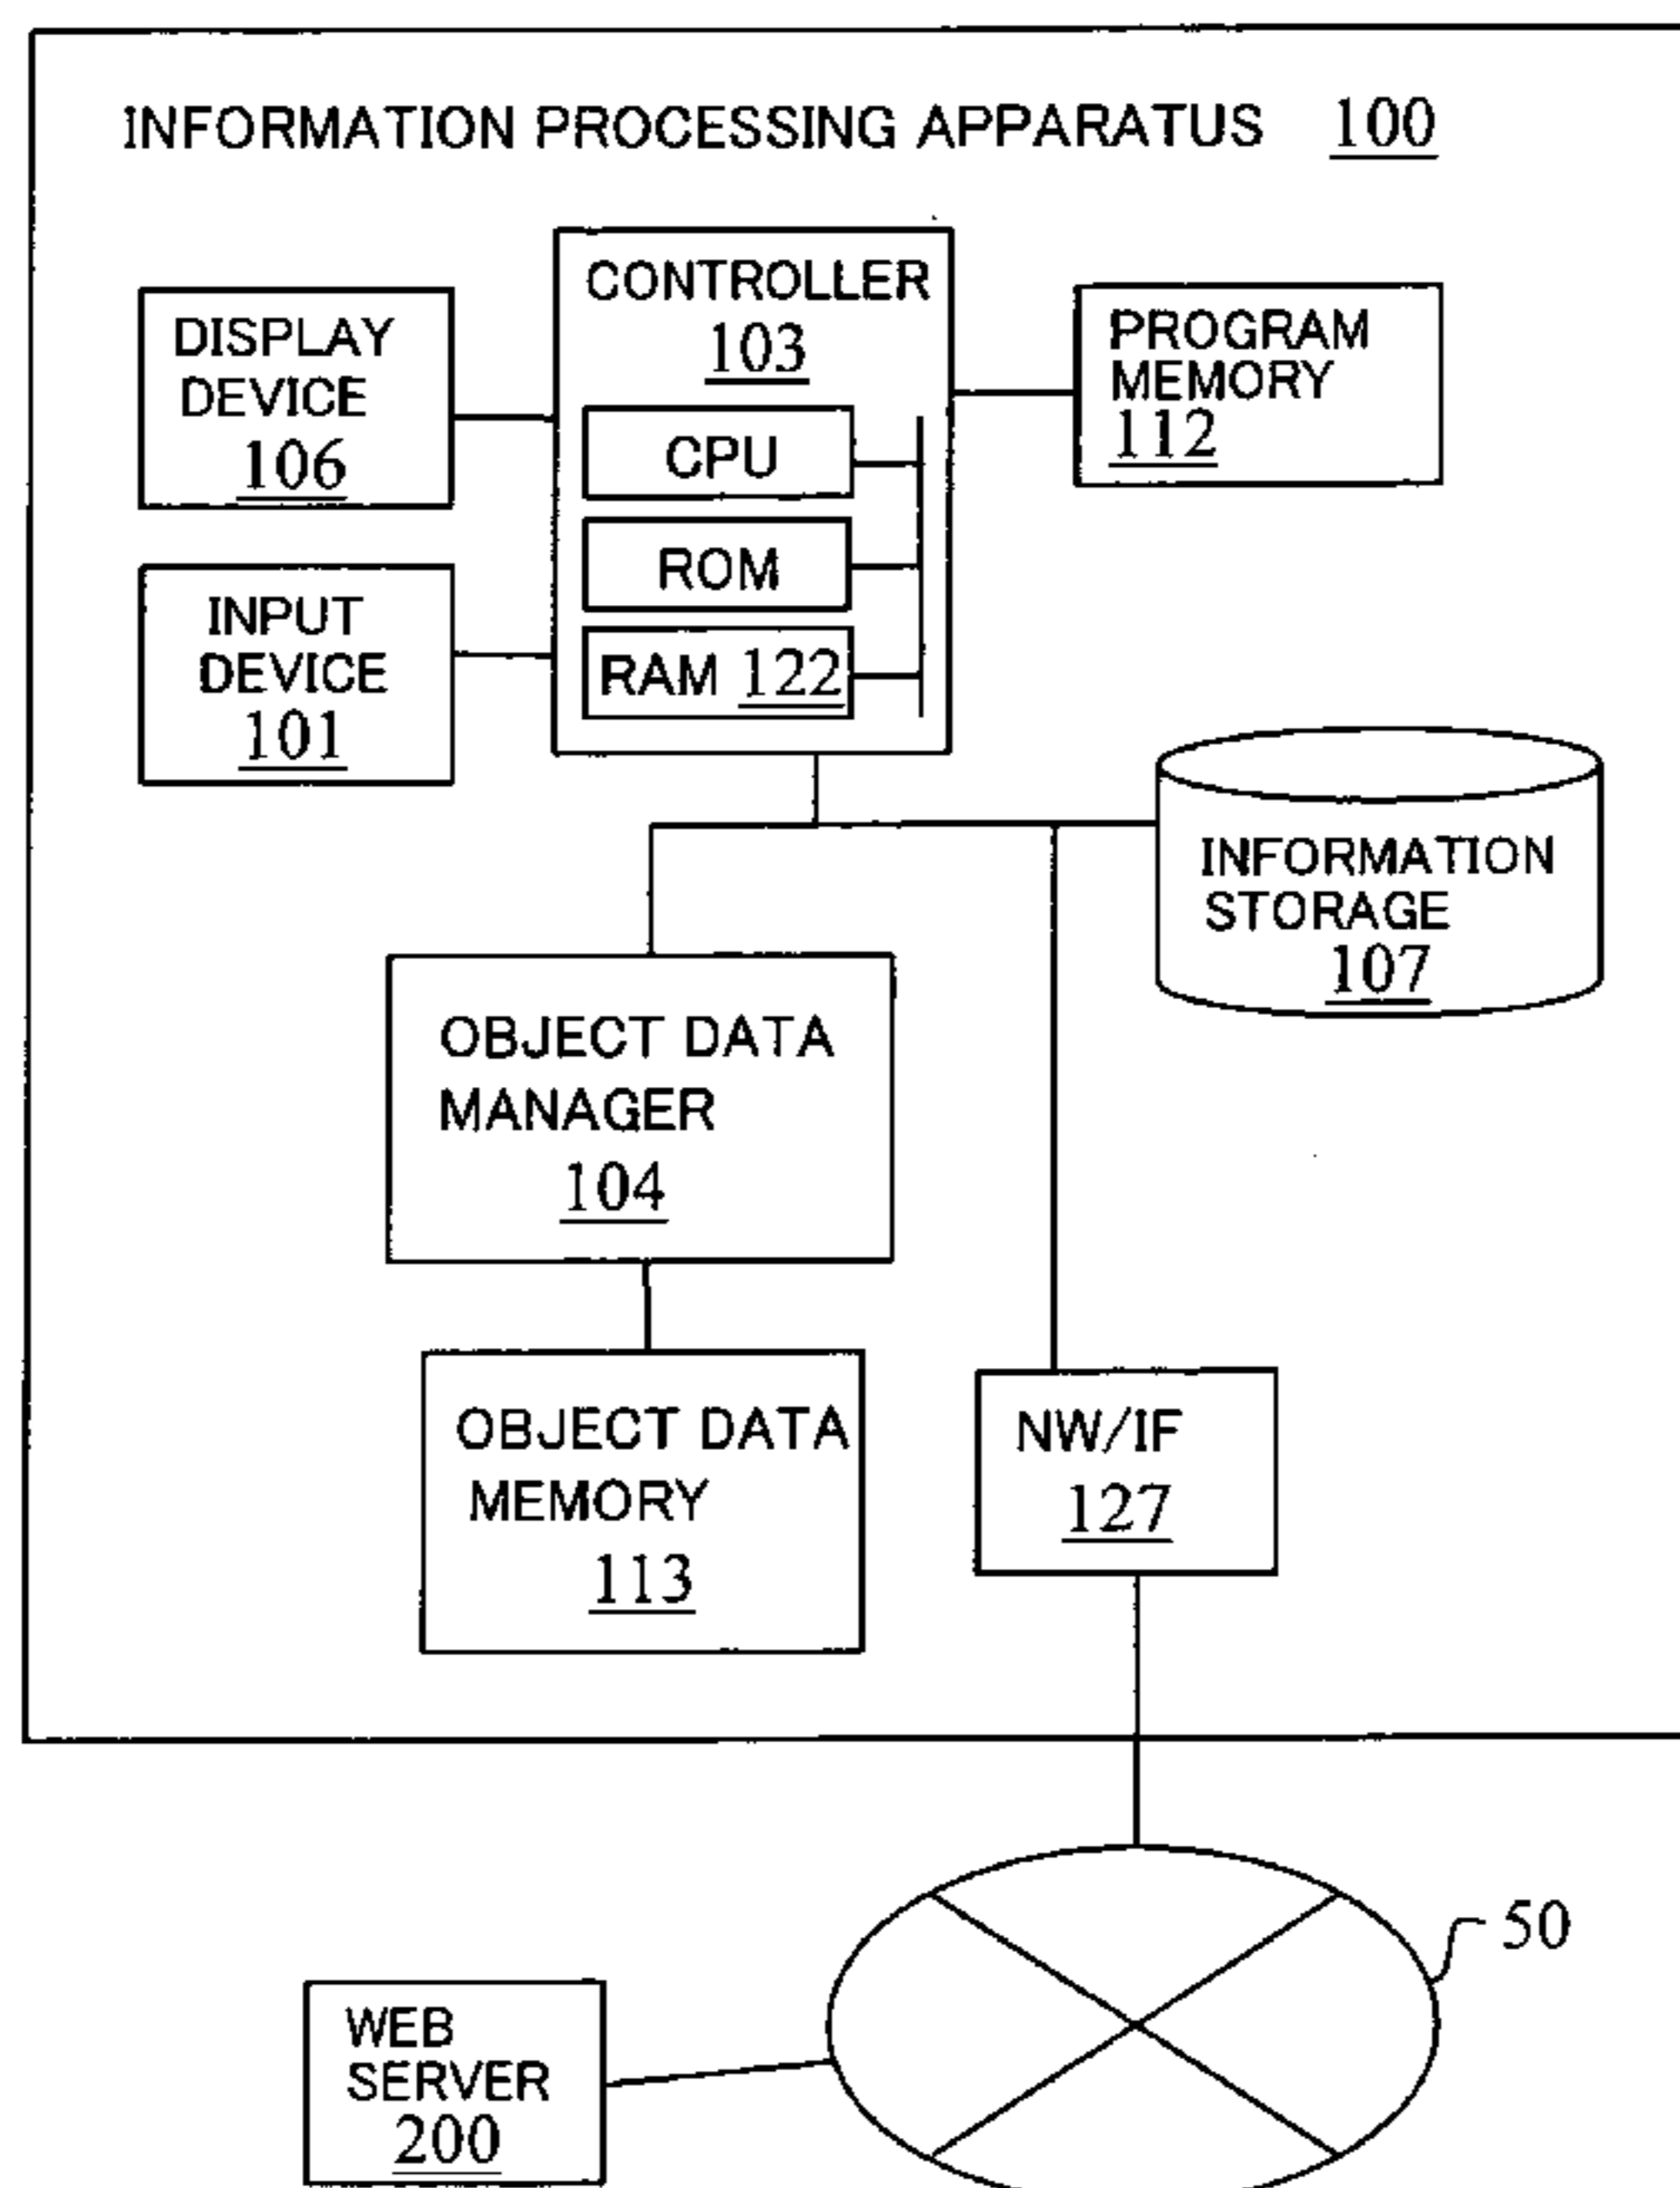 INFORMATION PROCESSING APPARATUS 100
CONTROLLER
103
CPU
ROM
RAM 122
DISPLAY
DEVICE
106
PROGRAM
MEMORY
112
INPUT
DEVICE
101
INFORMATION
STORAGE
107
OBJECT DATA
MANAGER
104
OBJECT DATA
MEMORY
113
NW/IF
127
50
WEB
SERVER
200